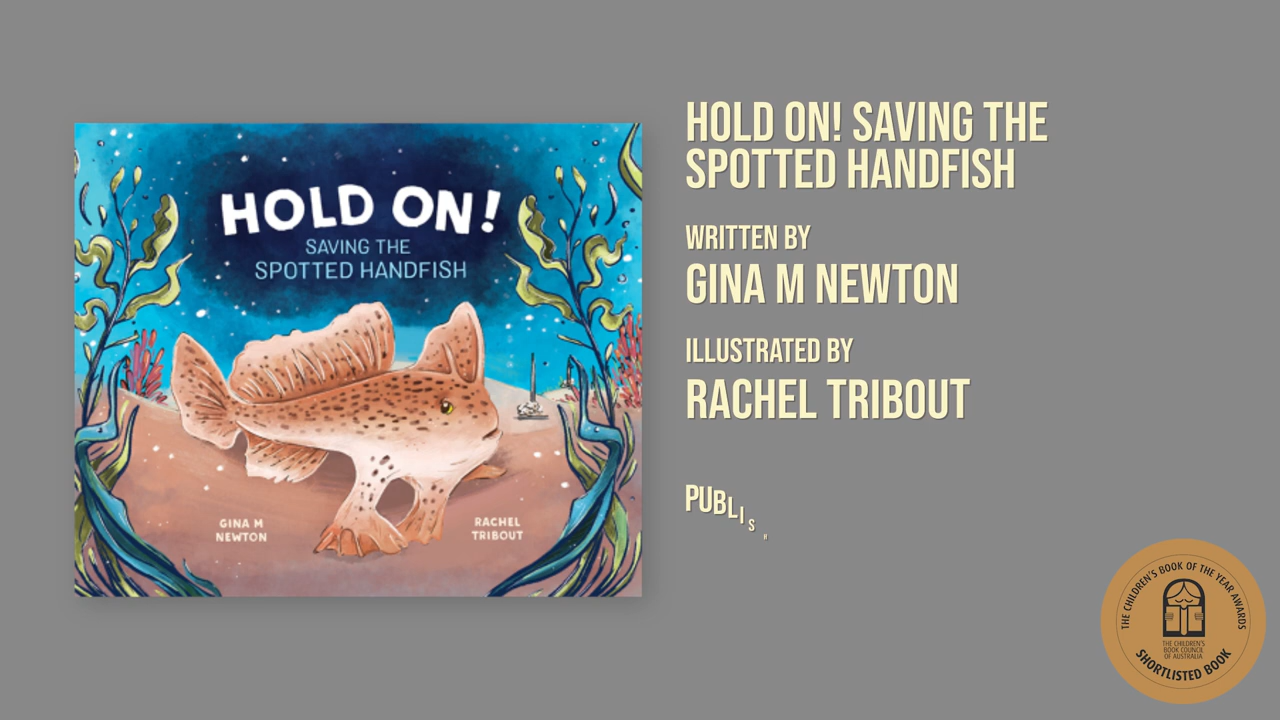 HOLD ON!
SAVING THE
SPOTTED HANDFISH
GINA M
NEWTON
RACHEL
TRIBOUT
HOLD ON! SAVING THE
SPOTTED HANDFISH
WRITTEN BY
GINA M NEWTON
ILLUSTRATED BY
RACHEL TRIBOUT
PUBLISH
THE CHILDREN'S BOOK OF THE YEAR AWARDS
THE CHILDREN'S
BOOK COUNCIL
OF AUSTRALIA
SHORTLISTED BOOK